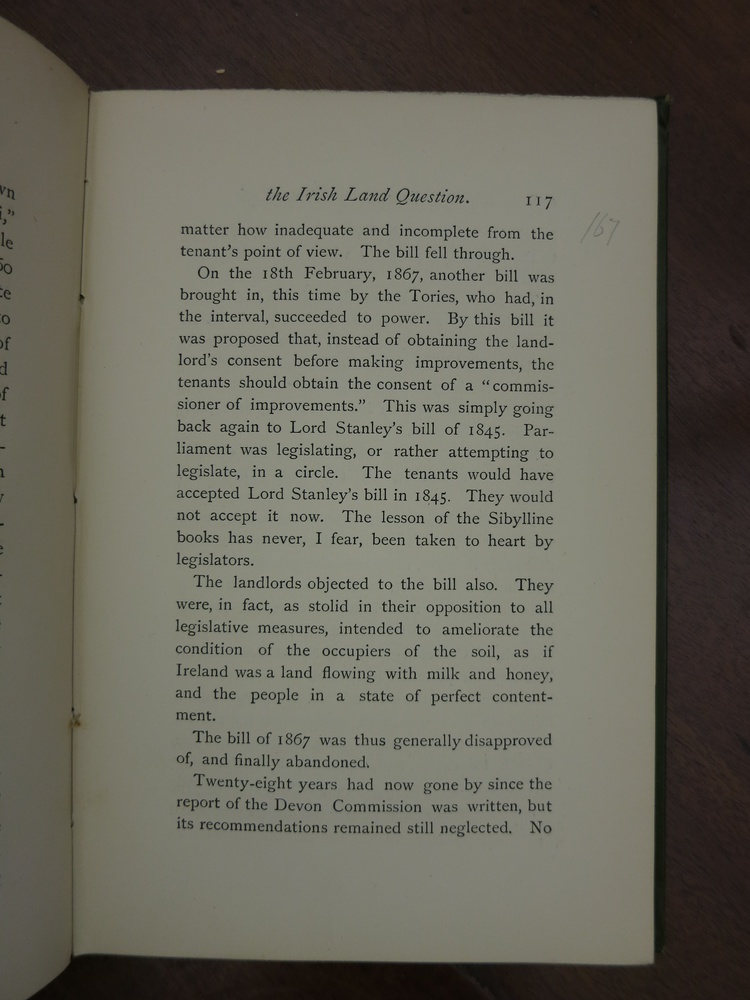 the Irish Land Question. 117
167
matter how inadequate and incomplete from the
tenant's point of view. The bill fell through.
On the 18th February, 1867, another bill was
brought in, this time by the Tories, who had, in
the interval, succeeded to power. By this bill it
was proposed that, instead of obtaining the land-
lord's consent before making improvements, the
tenants should obtain the consent of a "commis-
sioner of improvements." This was simply going
back again to Lord Stanley's bill of 1845. Par-
liament was legislating, or rather attempting to
legislate, in a circle. The tenants would have
accepted Lord Stanley's bill in 1845. They would
not accept it now. The lesson of the Sibylline
books has never, I fear, been taken to heart by
legislators.
The landlords objected to the bill also. They
were, in fact, as stolid in their opposition to all
legislative measures, intended to ameliorate the
condition of the occupiers of the soil, as if
Ireland was a land flowing with milk and honey,
and the people in a state of perfect content-
ment.
The bill of 1867 was thus generally disapproved
of, and finally abandoned.
Twenty-eight years had now gone by since the
report of the Devon Commission was written, but
its recommendations remained still neglected. No